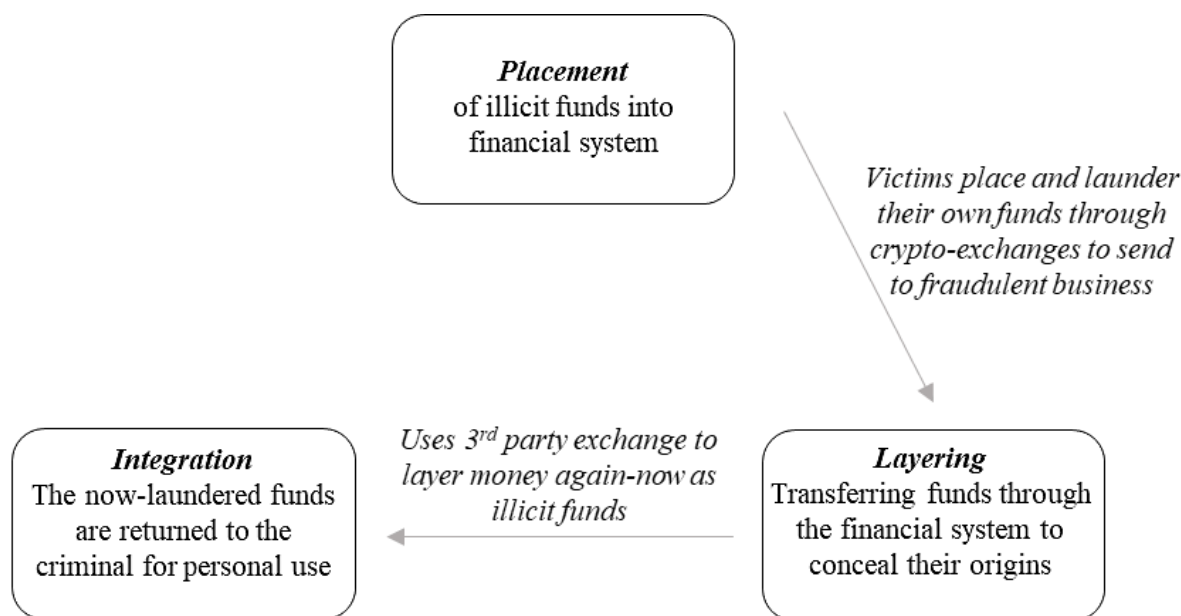 Placement
of illicit funds into
financial system
Victims place and launder
their own funds through
crypto-exchanges to send
to fraudulent business
Layering
Transferring funds through
the financial system to
conceal their origins
Uses 3rd party exchange to
layer money again-now as
illicit funds
Integration
The now-laundered funds
are returned to the
criminal for personal use